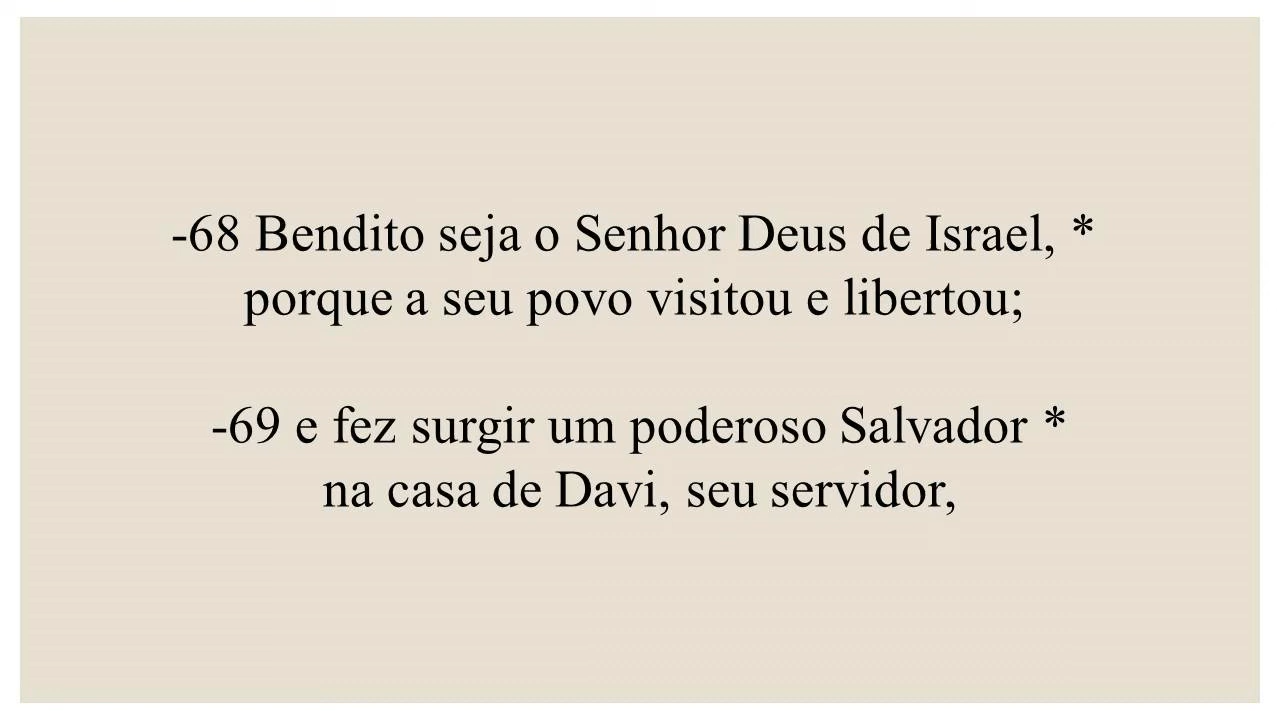 -68 Bendito seja o Senhor Deus de Israel, *
porque a seu povo visitou e libertou;
-69 e fez surgir um poderoso Salvador *
na casa de Davi, seu servidor,